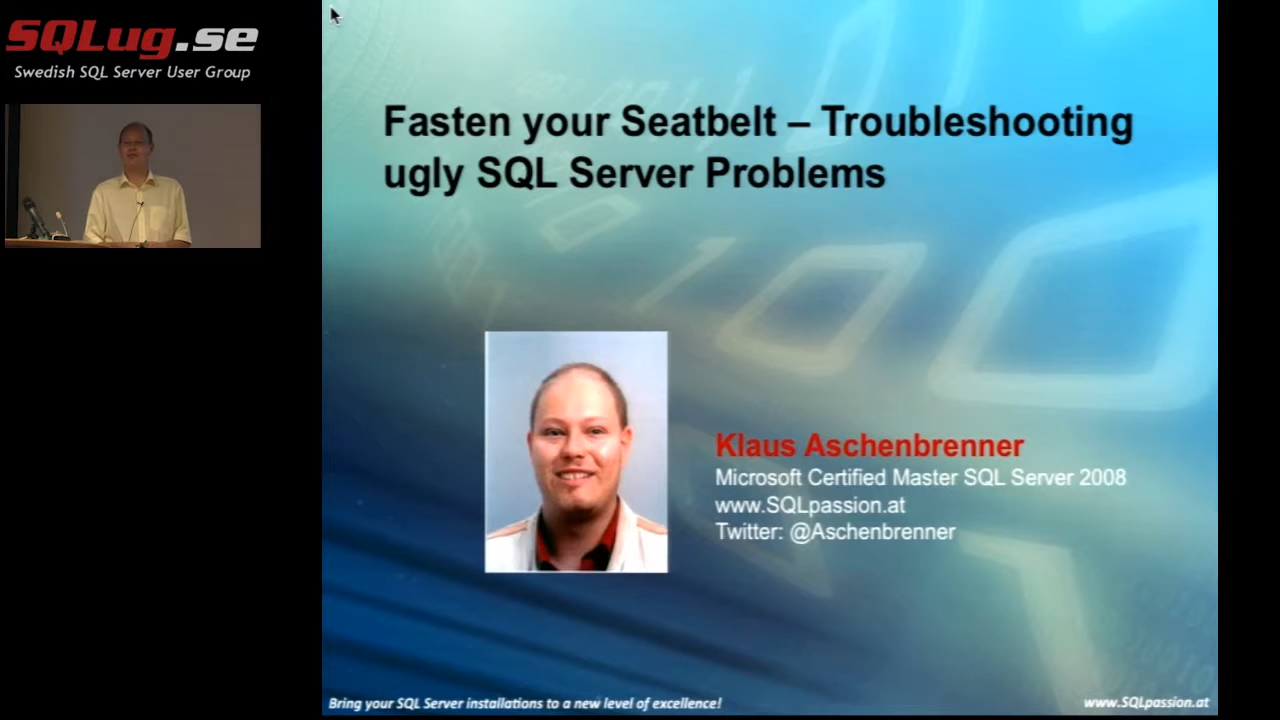 SQLug.se
Swedish SQL Server User Group
Fasten your Seatbelt – Troubleshooting
ugly SQL Server Problems
Klaus Aschenbrenner
Microsoft Certified Master SQL Server 2008
www.SQLpassion.at
Twitter: @Aschenbrenner
Bring your SQL Server installations to a new level of excellence!
www.SQLpassion.at